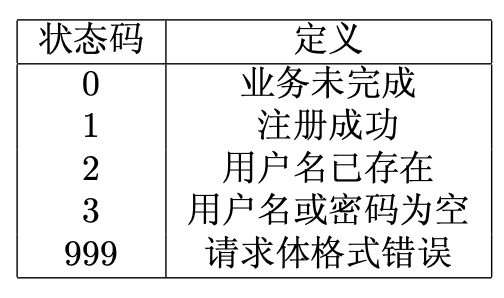 状态码 定义
0 业务未完成
1 注册成功
2 用户名已存在
3 用户名或密码为空
999 请求体格式错误